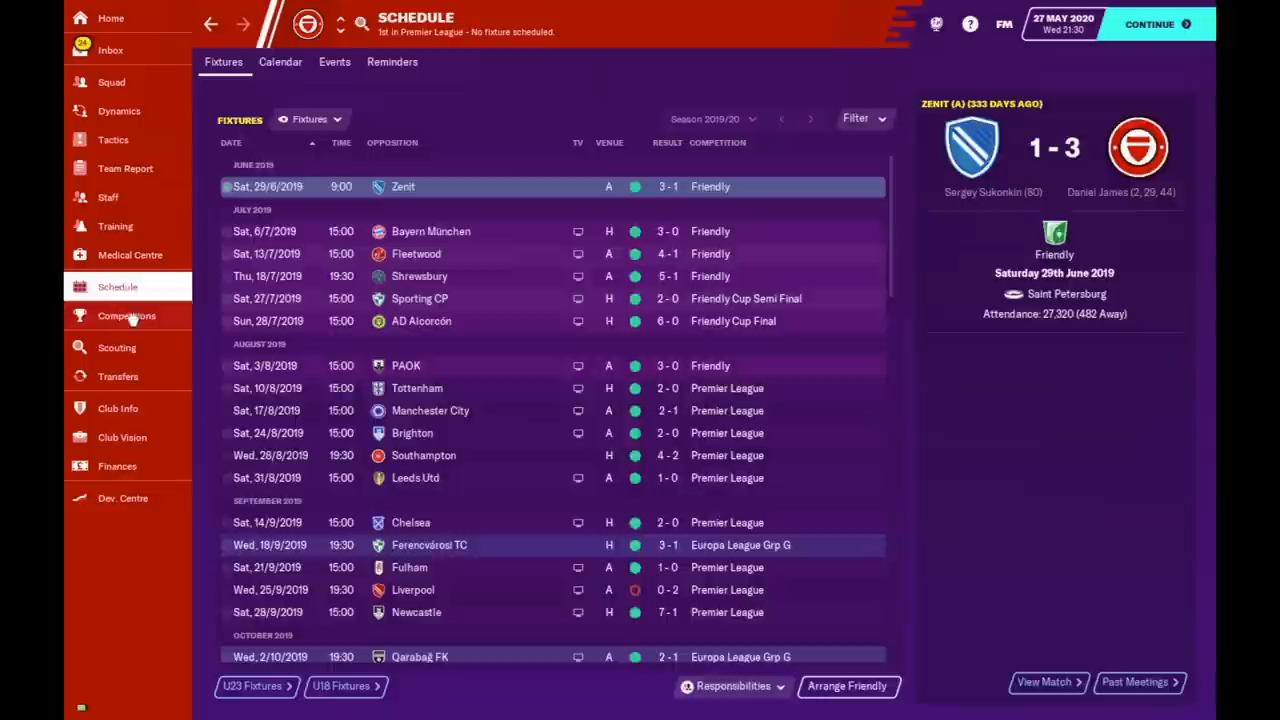 Home
24
Inbox
Squad
Dynamics
Tactics
Team Report
Staff
Training
Medical Centre
Schedule
Competitions
Scouting
Transfers
Club Info
Club Vision
Finances
Dev. Centre
SCHEDULE
1st in Premier League - No fixture scheduled.
? FM
27 MAY 2020
Wed 21:30
CONTINUE
Fixtures Calendar Events Reminders
FIXTURES Fixtures Season 2019/20 Filter
DATE TIME OPPOSITION TV VENUE RESULT COMPETITION
JUNE 2019
Sat, 29/6/2019 9:00 Zenit A 3 - 1 Friendly
JULY 2019
Sat, 6/7/2019 15:00 Bayern München H 3 - 0 Friendly
Sat, 13/7/2019 15:00 Fleetwood A 4 - 1 Friendly
Thu, 18/7/2019 19:30 Shrewsbury A 5 - 1 Friendly
Sat, 27/7/2019 15:00 Sporting CP H 2 - 0 Friendly Cup Semi Final
Sun, 28/7/2019 15:00 AD Alcorcón H 6 - 0 Friendly Cup Final
AUGUST 2019
Sat, 3/8/2019 15:00 PAOK A 3 - 0 Friendly
Sat, 10/8/2019 15:00 Tottenham H 2 - 0 Premier League
Sat, 17/8/2019 15:00 Manchester City A 2 - 1 Premier League
Sat, 24/8/2019 15:00 Brighton A 2 - 0 Premier League
Wed, 28/8/2019 19:30 Southampton H 4 - 2 Premier League
Sat, 31/8/2019 15:00 Leeds Utd A 1 - 0 Premier League
SEPTEMBER 2019
Sat, 14/9/2019 15:00 Chelsea H 2 - 0 Premier League
Wed, 18/9/2019 19:30 Ferencvárosi TC H 3 - 1 Europa League Grp G
Sat, 21/9/2019 15:00 Fulham A 1 - 0 Premier League
Wed, 25/9/2019 19:30 Liverpool A 0 - 2 Premier League
Sat, 28/9/2019 15:00 Newcastle H 7 - 1 Premier League
OCTOBER 2019
Wed, 2/10/2019 19:30 Qarabağ FK A 2 - 1 Europa League Grp G
U23 Fixtures > U18 Fixtures > Responsibilities Arrange Friendly
ZENIT (A) (333 DAYS AGO)
1 - 3
Sergey Sukonkin (80) Daniel James (2, 29, 44)
Friendly
Saturday 29th June 2019
Saint Petersburg
Attendance: 27,320 (482 Away)
View Match > Past Meetings >